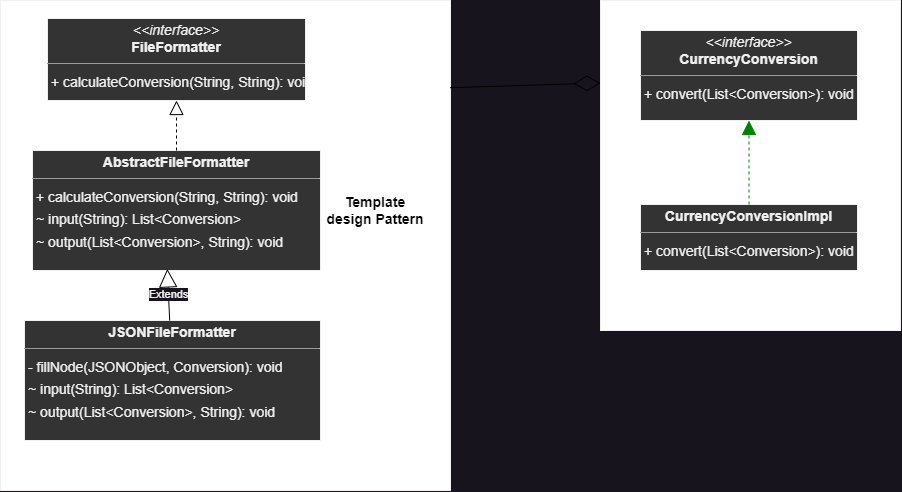 <<interface>>
FileFormatter
+ calculateConversion(String, String): voi
AbstractFileFormatter
+ calculateConversion(String, String): void
~ input(String): List<Conversion>
~ output(List<Conversion>, String): void
Template
design Pattern
Extends
JSONFileFormatter
- fillNode(JSONObject, Conversion): void
~ input(String): List<Conversion>
~ output(List<Conversion>, String): void
<<interface>>
CurrencyConversion
+ convert(List<Conversion>): void
CurrencyConversionImpl
+ convert(List<Conversion>): void